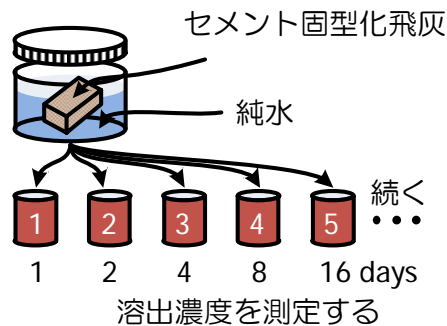 セメント固型化飛灰
純水
1 2 3 4 5 続く •••
1 2 4 8 16 days
溶出濃度を測定する